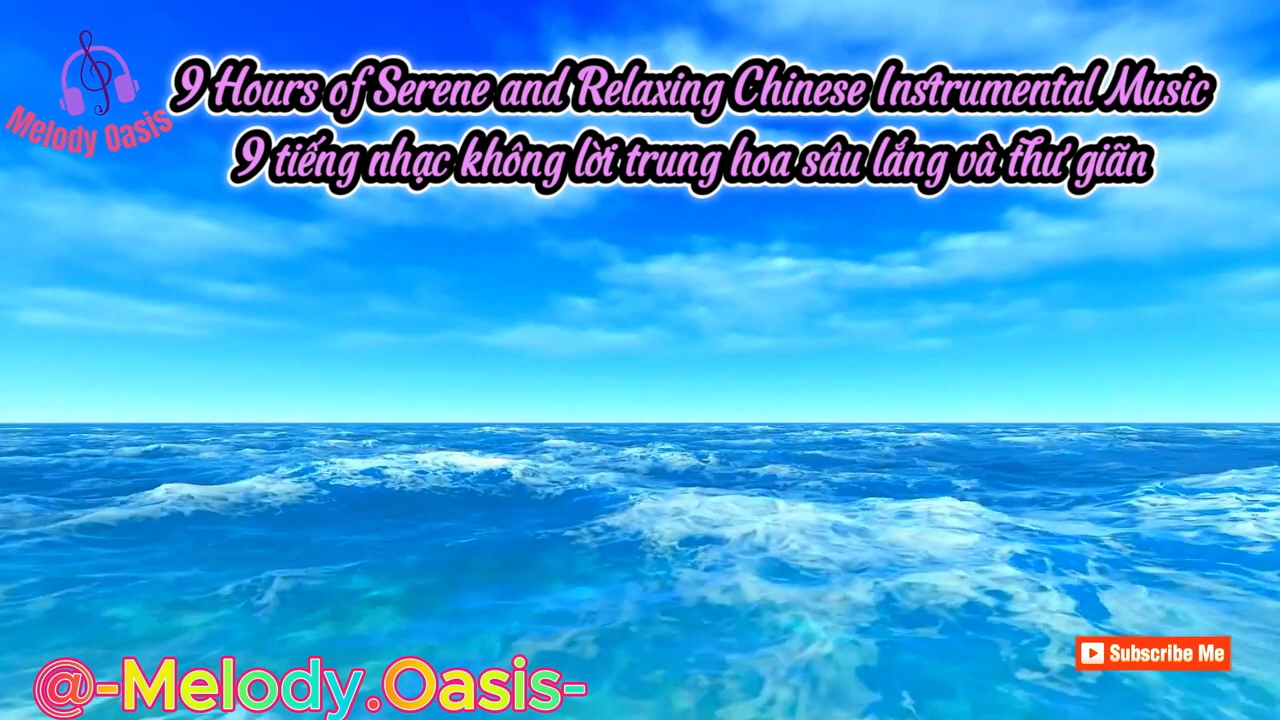 Melody Oasis
9 Hours of Serene and Relaxing Chinese Instrumental Music
9 tiếng nhạc không lời trung hoa sâu lắng và thư giãn
Subscribe Me
@-Melody.Oasis-